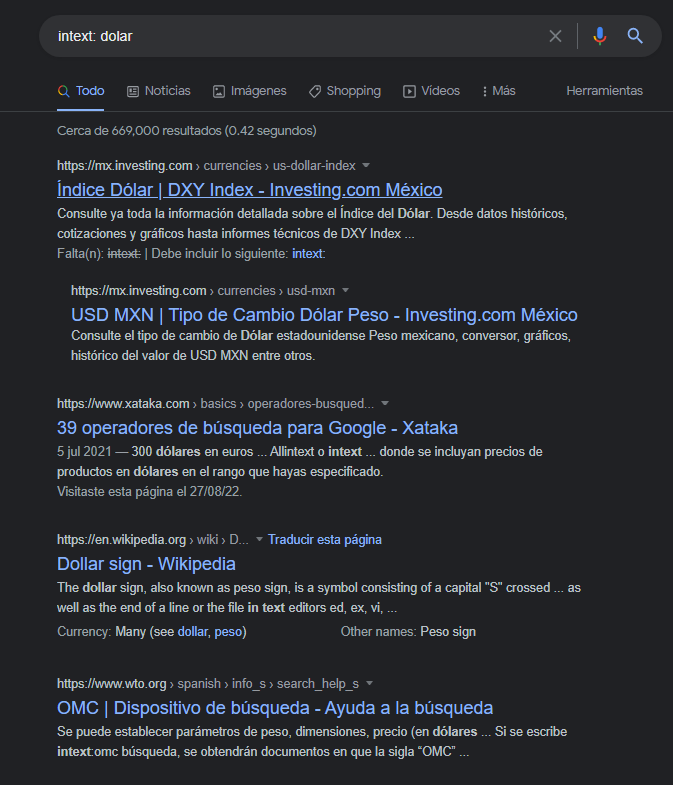 intext: dolar
Todo Noticias Imágenes Shopping Vídeos Más Herramientas
Cerca de 669,000 resultados (0.42 segundos)
https://mx.investing.com › currencies › us-dollar-index
Índice Dólar | DXY Index - Investing.com México
Consulte ya toda la información detallada sobre el Índice del Dólar. Desde datos históricos,
cotizaciones y gráficos hasta informes técnicos de DXY Index ...
Falta(n): intext: | Debe incluir lo siguiente: intext:
https://mx.investing.com › currencies › usd-mxn
USD MXN | Tipo de Cambio Dólar Peso - Investing.com México
Consulte el tipo de cambio de Dólar estadounidense Peso mexicano, conversor, gráficos,
histórico del valor de USD MXN entre otros.
https://www.xataka.com › basics › operadores-busqued...
39 operadores de búsqueda para Google - Xataka
5 jul 2021 — 300 dólares en euros ... Allintext o intext ... donde se incluyan precios de
productos en dólares en el rango que hayas especificado.
Visitaste esta página el 27/08/22.
https://en.wikipedia.org › wiki › D... Traducir esta página
Dollar sign - Wikipedia
The dollar sign, also known as peso sign, is a symbol consisting of a capital "S" crossed ... as
well as the end of a line or the file in text editors ed, ex, vi, ...
Currency: Many (see dollar, peso) Other names: Peso sign
https://www.wto.org › spanish › info_s › search_help_s
OMC | Dispositivo de búsqueda - Ayuda a la búsqueda
Se puede establecer parámetros de peso, dimensiones, precio (en dólares ... Si se escribe
intext:omc búsqueda, se obtendrán documentos en que la sigla “OMC” ...